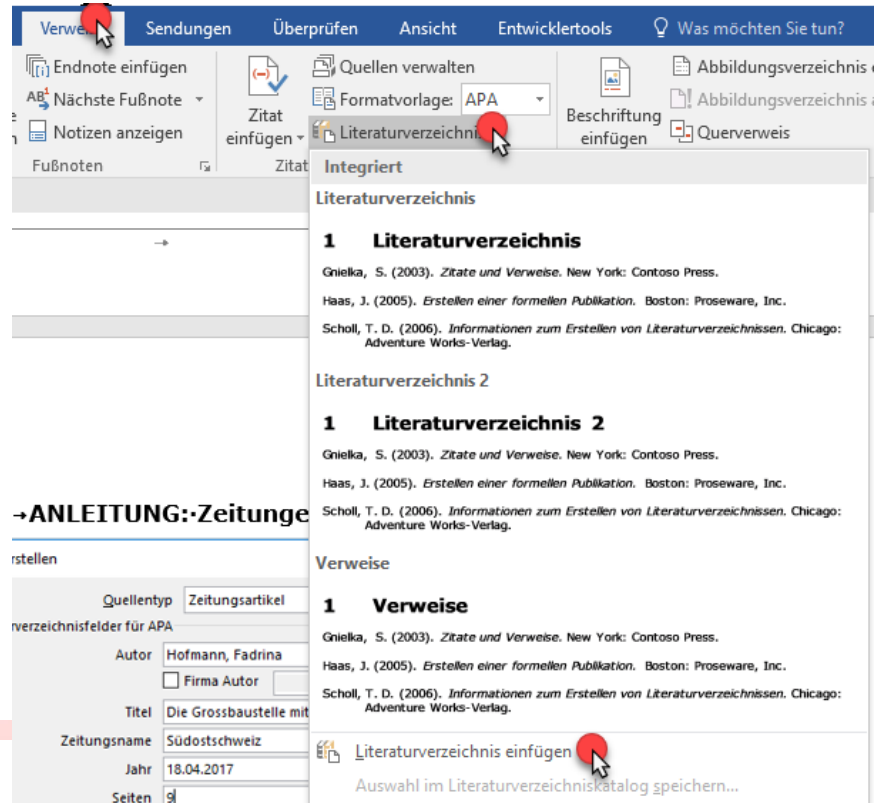 Sendungen Überprüfen Ansicht Entwicklertools Was möchten Sie tun?
Endnote einfügen
Nächste Fußnote
Notizen anzeigen
Fußnoten
Zitat
einfügen
Quellen verwalten
Formatvorlage: APA
Zitat
Beschriftung
einfügen
Abbildungsverzeichnis
Abbildungsverzeichnis
Querverweis
Integriert
Literaturverzeichnis
1 Literaturverzeichnis
Gnielka, S. (2003). Zitate und Verweise. New York: Contoso Press.
Haas, J. (2005). Erstellen einer formellen Publikation. Boston: Proseware, Inc.
Scholl, T. D. (2006). Informationen zum Erstellen von Literaturverzeichnissen. Chicago:
Adventure Works-Verlag.
Literaturverzeichnis 2
1 Literaturverzeichnis 2
Gnielka, S. (2003). Zitate und Verweise. New York: Contoso Press.
Haas, J. (2005). Erstellen einer formellen Publikation. Boston: Proseware, Inc.
Scholl, T. D. (2006). Informationen zum Erstellen von Literaturverzeichnissen. Chicago:
Adventure Works-Verlag.
Verweise
1 Verweise
Gnielka, S. (2003). Zitate und Verweise. New York: Contoso Press.
Haas, J. (2005). Erstellen einer formellen Publikation. Boston: Proseware, Inc.
Scholl, T. D. (2006). Informationen zum Erstellen von Literaturverzeichnissen. Chicago:
Adventure Works-Verlag.
Literaturverzeichnis einfügen
Auswahl im Literaturverzeichniskatalog speichern...
→ANLEITUNG:·Zeitunge
rstellen
Quellentyp Zeitungsartikel
rverzeichnisfelder für APA
Autor Hofmann, Fadrina
Firma Autor
Titel Die Grossbaustelle mit
Zeitungsname Südostschweiz
Jahr 18.04.2017
Seiten 9